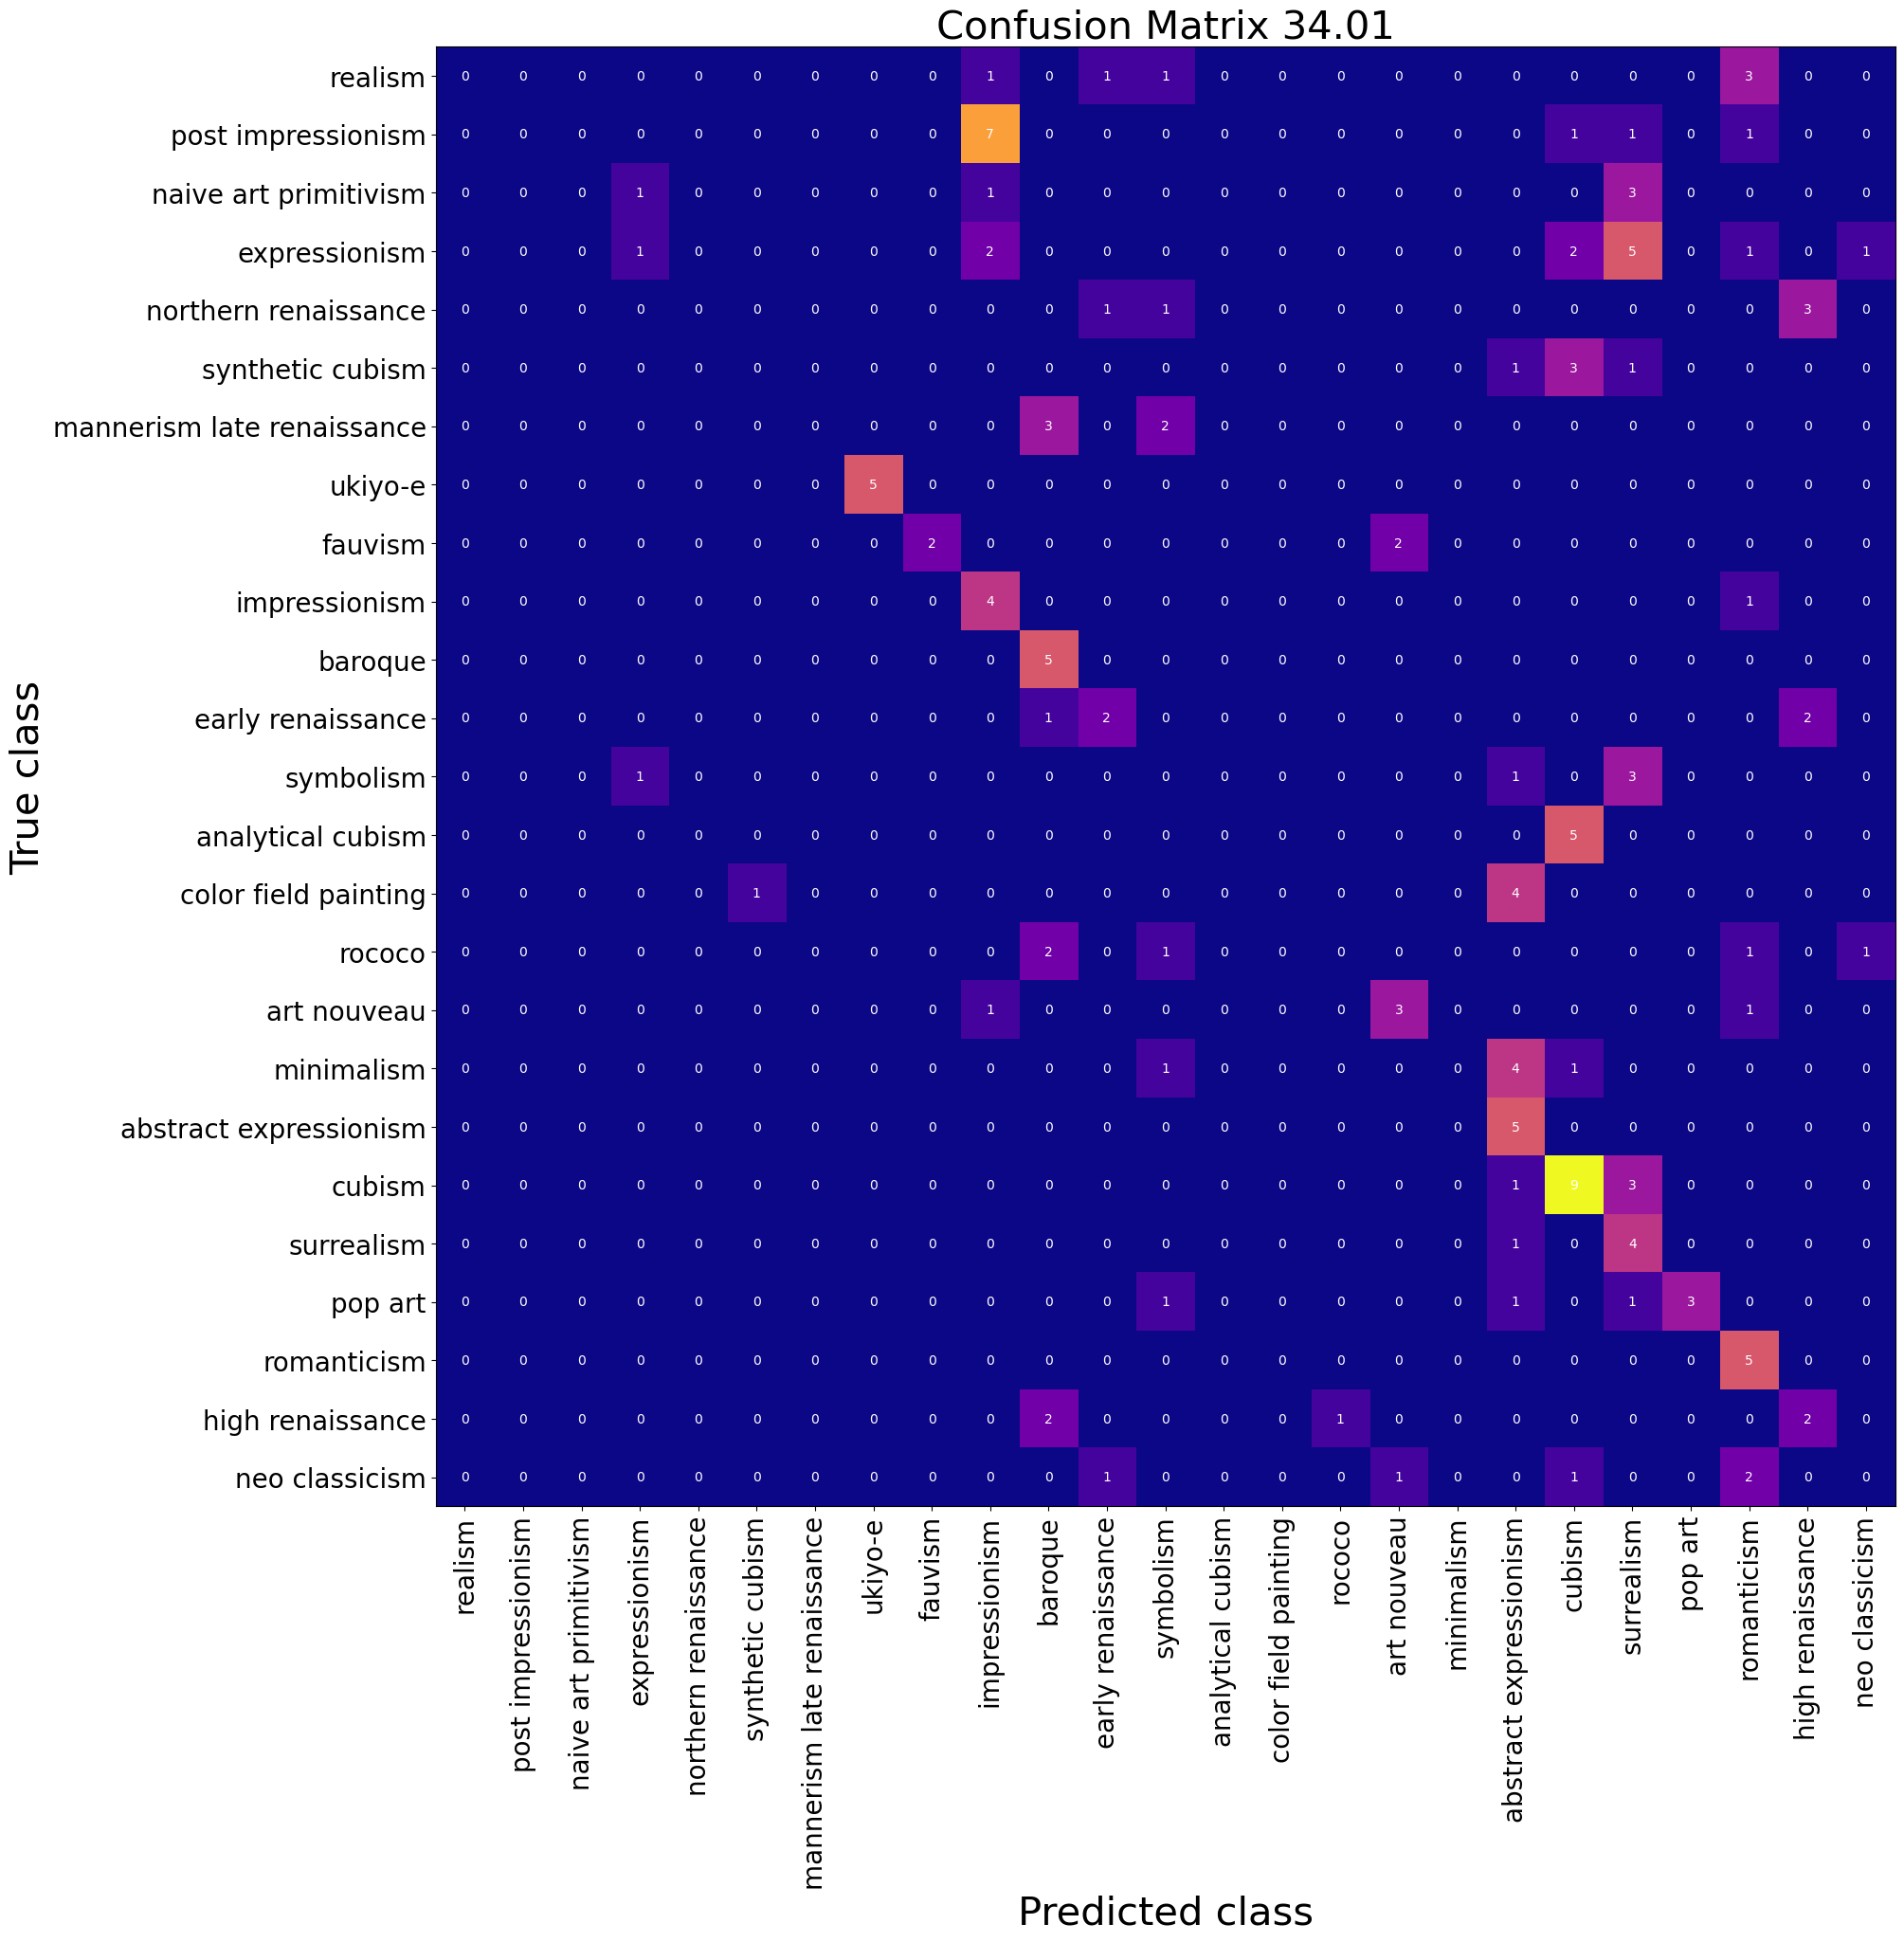 Confusion Matrix 34.01
realism 0 0 0 0 0 0 0 0 0 1 0 1 1 0 0 0 0 0 0 0 0 0 3 0 0
post impressionism 0 0 0 0 0 0 0 0 0 7 0 0 0 0 0 0 0 0 0 1 1 0 1 0 0
naive art primitivism 0 0 0 1 0 0 0 0 0 1 0 0 0 0 0 0 0 0 0 0 3 0 0 0 0
expressionism 0 0 0 1 0 0 0 0 0 2 0 0 0 0 0 0 0 0 0 2 5 0 1 0 1
northern renaissance 0 0 0 0 0 0 0 0 0 0 0 1 1 0 0 0 0 0 0 0 0 0 0 3 0
synthetic cubism 0 0 0 0 0 0 0 0 0 0 0 0 0 0 0 0 0 0 1 3 1 0 0 0 0
mannerism late renaissance 0 0 0 0 0 0 0 0 0 0 3 0 2 0 0 0 0 0 0 0 0 0 0 0 0
ukiyo-e 0 0 0 0 0 0 0 5 0 0 0 0 0 0 0 0 0 0 0 0 0 0 0 0 0
fauvism 0 0 0 0 0 0 0 0 2 0 0 0 0 0 0 0 2 0 0 0 0 0 0 0 0
impressionism 0 0 0 0 0 0 0 0 0 4 0 0 0 0 0 0 0 0 0 0 0 0 1 0 0
baroque 0 0 0 0 0 0 0 0 0 0 5 0 0 0 0 0 0 0 0 0 0 0 0 0 0
early renaissance 0 0 0 0 0 0 0 0 0 0 1 2 0 0 0 0 0 0 0 0 0 0 0 2 0
symbolism 0 0 0 1 0 0 0 0 0 0 0 0 0 0 0 0 0 0 1 0 3 0 0 0 0
analytical cubism 0 0 0 0 0 0 0 0 0 0 0 0 0 0 0 0 0 0 0 5 0 0 0 0 0
color field painting 0 0 0 0 0 1 0 0 0 0 0 0 0 0 0 0 0 0 4 0 0 0 0 0 0
rococo 0 0 0 0 0 0 0 0 0 0 2 0 1 0 0 0 0 0 0 0 0 0 1 0 1
art nouveau 0 0 0 0 0 0 0 0 0 1 0 0 0 0 0 0 3 0 0 0 0 0 1 0 0
minimalism 0 0 0 0 0 0 0 0 0 0 0 0 1 0 0 0 0 0 4 1 0 0 0 0 0
abstract expressionism 0 0 0 0 0 0 0 0 0 0 0 0 0 0 0 0 0 0 5 0 0 0 0 0 0
cubism 0 0 0 0 0 0 0 0 0 0 0 0 0 0 0 0 0 0 1 9 3 0 0 0 0
surrealism 0 0 0 0 0 0 0 0 0 0 0 0 0 0 0 0 0 0 1 0 4 0 0 0 0
pop art 0 0 0 0 0 0 0 0 0 0 0 0 1 0 0 0 0 0 1 0 1 3 0 0 0
romanticism 0 0 0 0 0 0 0 0 0 0 0 0 0 0 0 0 0 0 0 0 0 0 5 0 0
high renaissance 0 0 0 0 0 0 0 0 0 0 2 0 0 0 0 1 0 0 0 0 0 0 0 2 0
neo classicism 0 0 0 0 0 0 0 0 0 0 0 1 0 0 0 0 1 0 0 1 0 0 2 0 0
True class
realism
post impressionism
naive art primitivism
expressionism
northern renaissance
synthetic cubism
mannerism late renaissance
ukiyo-e
fauvism
impressionism
baroque
early renaissance
symbolism
analytical cubism
color field painting
rococo
art nouveau
minimalism
abstract expressionism
cubism
surrealism
pop art
romanticism
high renaissance
neo classicism
Predicted class